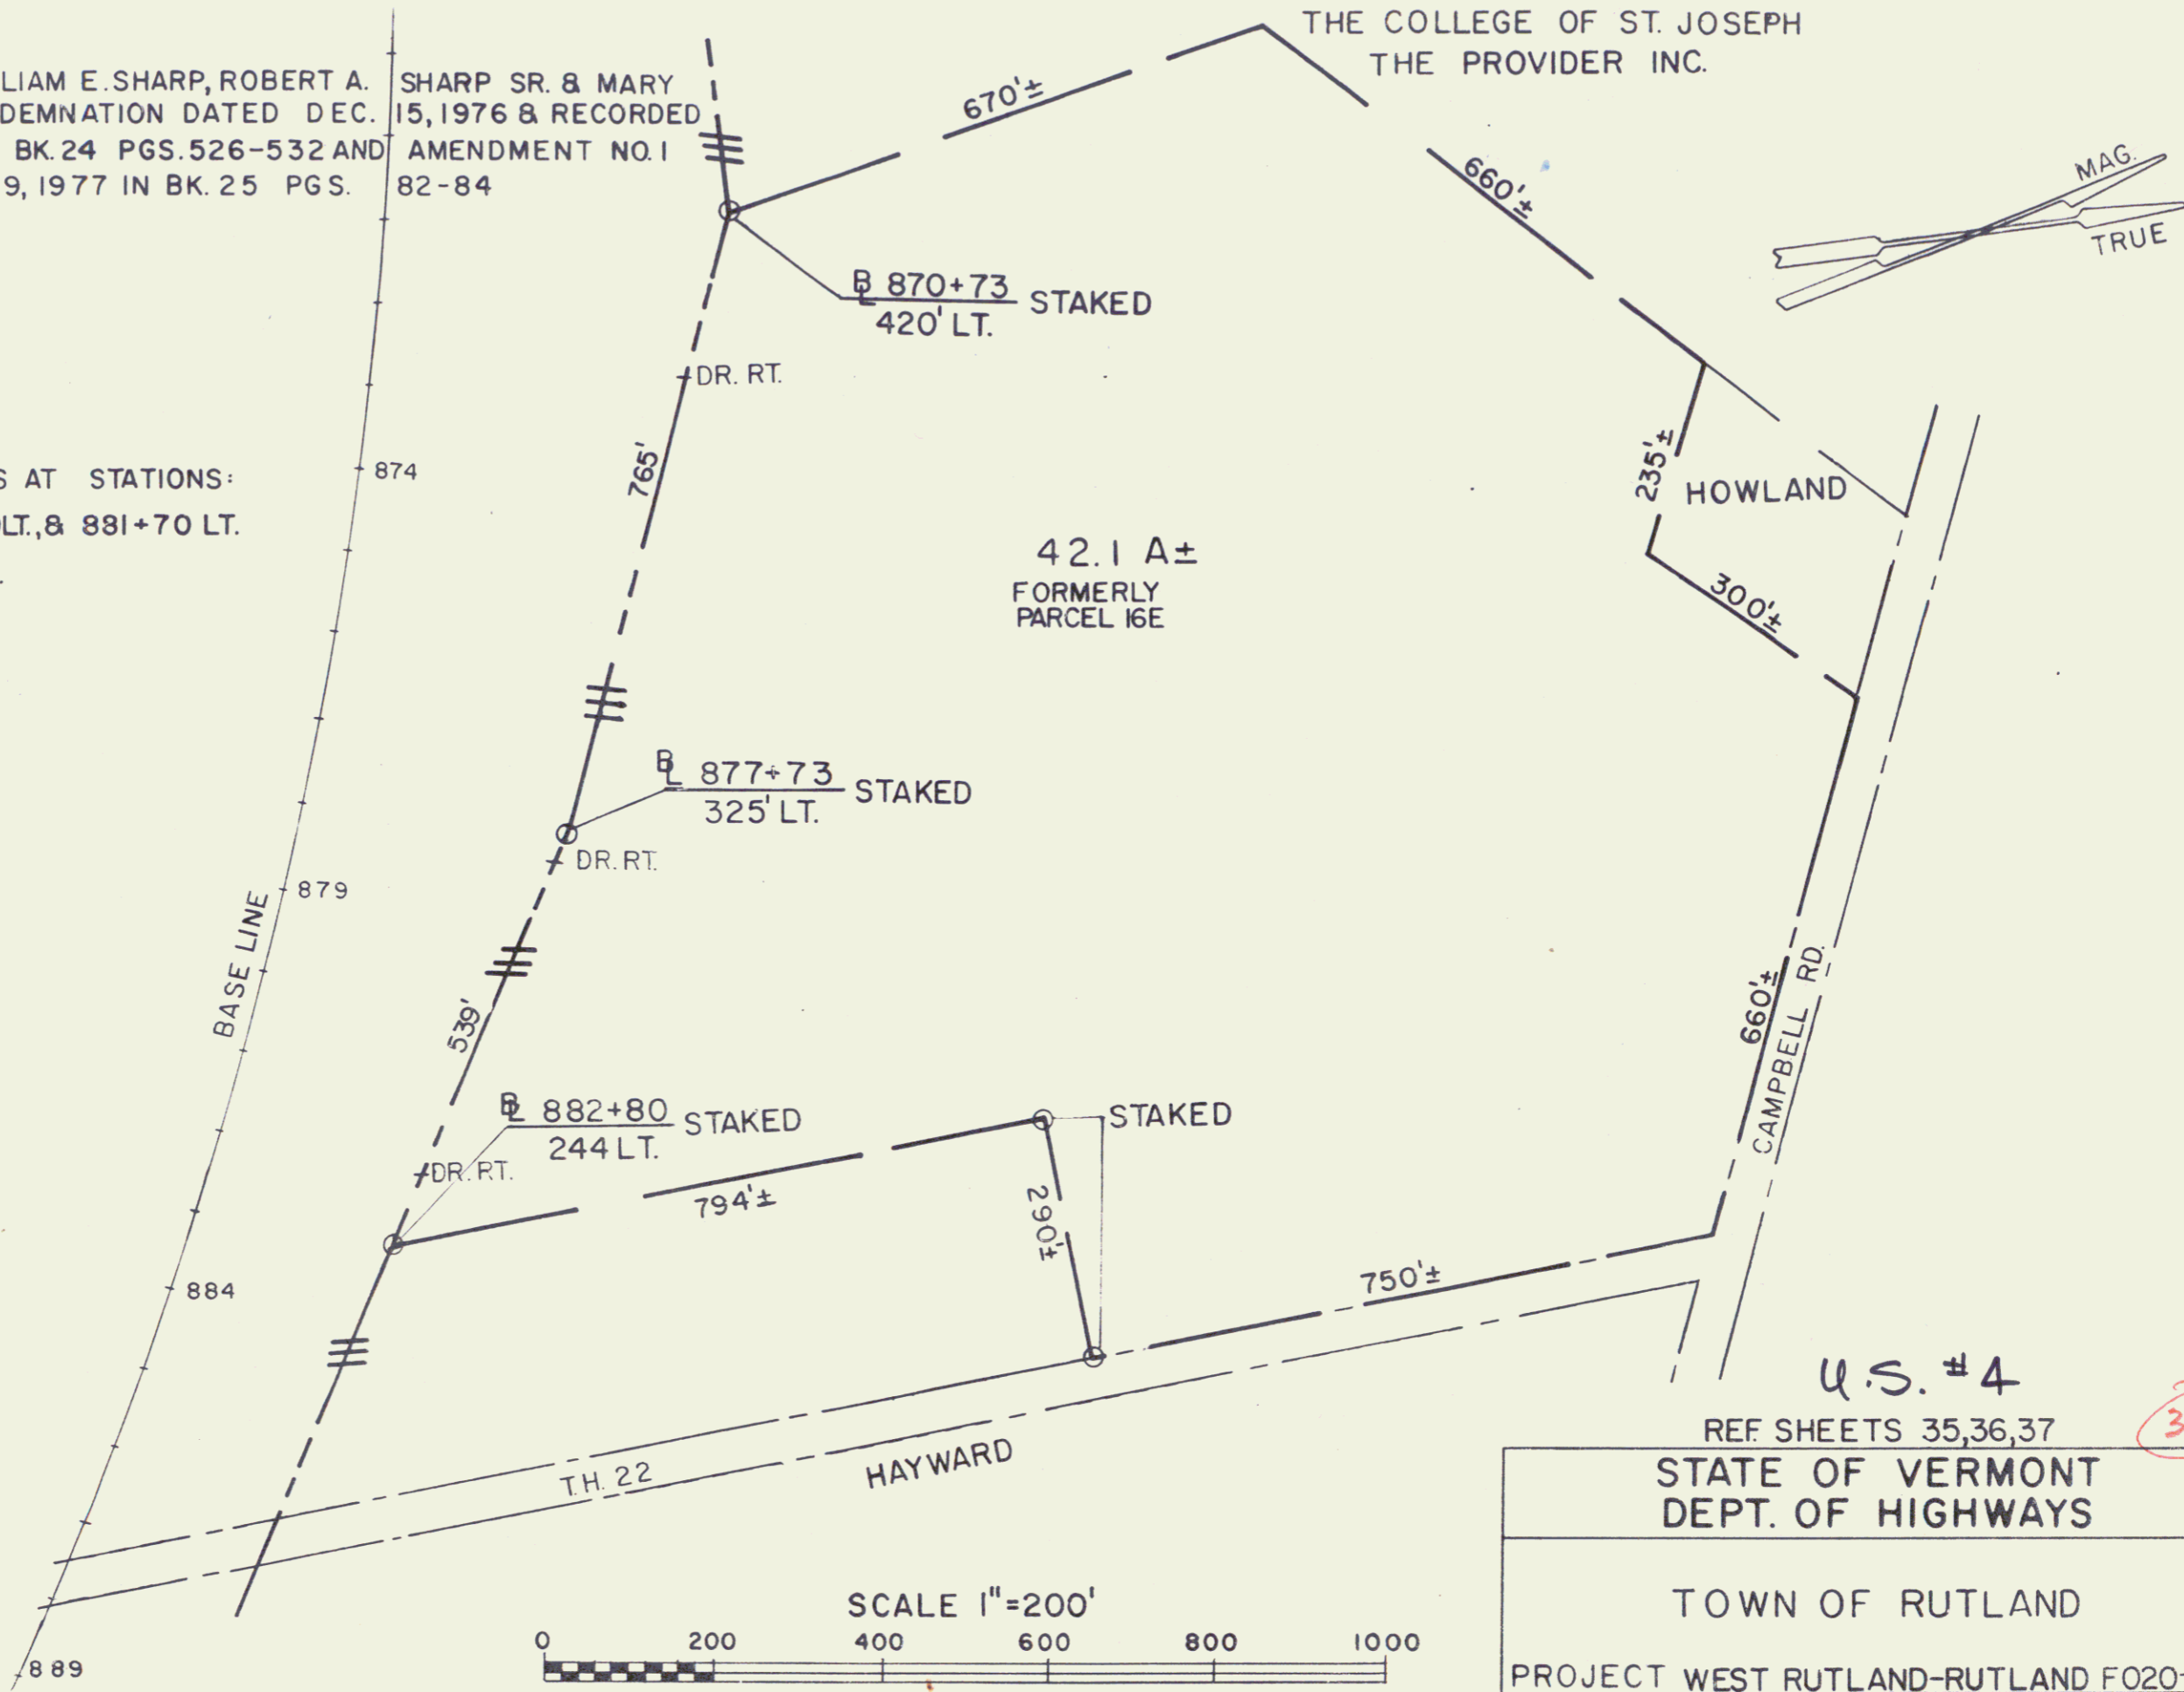 THE COLLEGE OF ST. JOSEPH
THE PROVIDER INC.
LIAM E. SHARP, ROBERT A. SHARP SR. & MARY
DEMNATION DATED DEC. 15, 1976 & RECORDED
BK. 24 PGS. 526-532 AND AMENDMENT NO. 1
9, 1977 IN BK. 25 PGS. 82-84
670'±
660'±
MAG.
TRUE
BL 870+73
420' LT.
STAKED
DR. RT.
765'
874
S AT STATIONS:
LT., & 881+70 LT.
235'±
HOWLAND
42.1 A±
FORMERLY
PARCEL 16E
300'±
BL 877+73
325' LT.
STAKED
DR. RT.
879
BASE LINE
539'
660'±
CAMPBELL RD.
BL 882+80
244 LT.
STAKED
STAKED
DR. RT.
794'±
290'±
884
750'±
U.S. #4
REF. SHEETS 35,36,37
3
T.H. 22
HAYWARD
STATE OF VERMONT
DEPT. OF HIGHWAYS
TOWN OF RUTLAND
PROJECT WEST RUTLAND-RUTLAND F020-
SCALE 1"=200'
0 200 400 600 800 1000
889